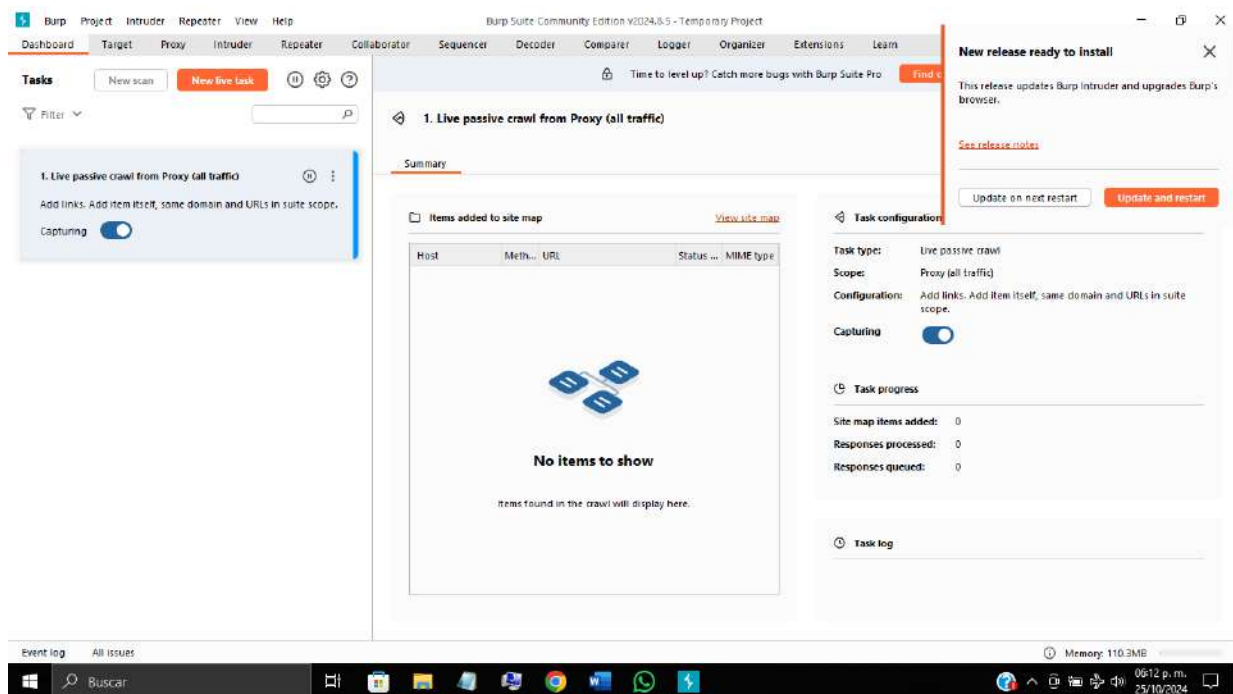 Burp Project Intruder Repeater View Help
Burp Suite Community Edition v2024.8.5 - Temporary Project
Dashboard Target Proxy Intruder Repeater Collaborator Sequencer Decoder Comparer Logger Organizer Extensions Learn
Tasks New scan New live task
Filter
1. Live passive crawl from Proxy (all traffic)
Add links. Add item itself, same domain and URLs in suite scope.
Capturing
Time to level up? Catch more bugs with Burp Suite Pro
1. Live passive crawl from Proxy (all traffic)
Summary
Items added to site map View site map
Host Meth... URL Status ... MIME type
No items to show
Items found in the crawl will display here.
New release ready to install
This release updates Burp Intruder and upgrades Burp's
browser.
See release notes
Update on next restart Update and restart
Task configuration
Task type: Live passive crawl
Scope: Proxy (all traffic)
Configuration: Add links. Add item itself, same domain and URLs in suite
scope.
Capturing
Task progress
Site map items added: 0
Responses processed: 0
Responses queued: 0
Task log
Event log All issues
Memory: 110.3MB
Buscar
06:12 p. m.
25/10/2024